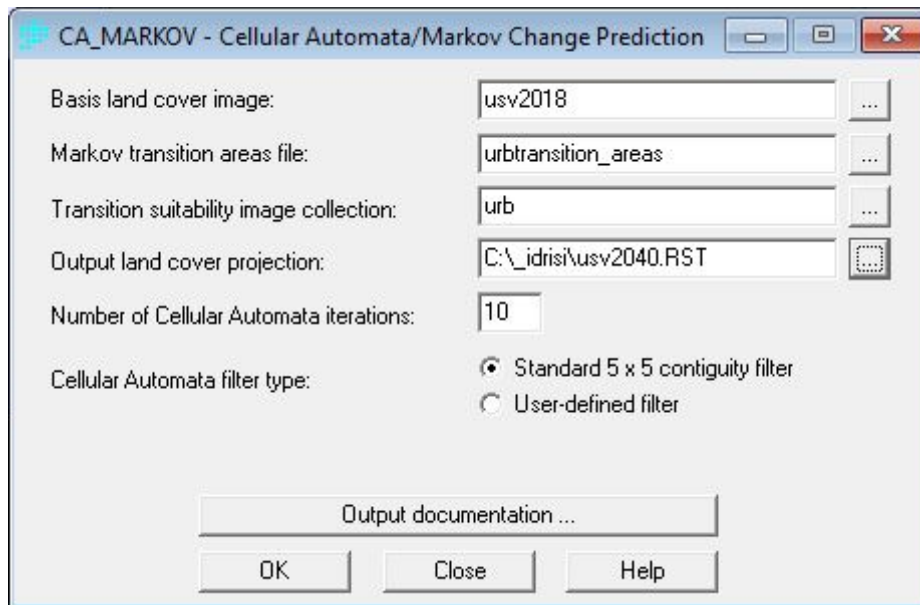 CA_MARKOV - Cellular Automata/Markov Change Prediction
Basis land cover image: usv2018 ...
Markov transition areas file: urbtransition_areas ...
Transition suitability image collection: urb ...
Output land cover projection: C:\_idrisi\usv2040.RST ...
Number of Cellular Automata iterations: 10
Cellular Automata filter type: Standard 5 x 5 contiguity filter
User-defined filter
Output documentation ...
OK Close Help